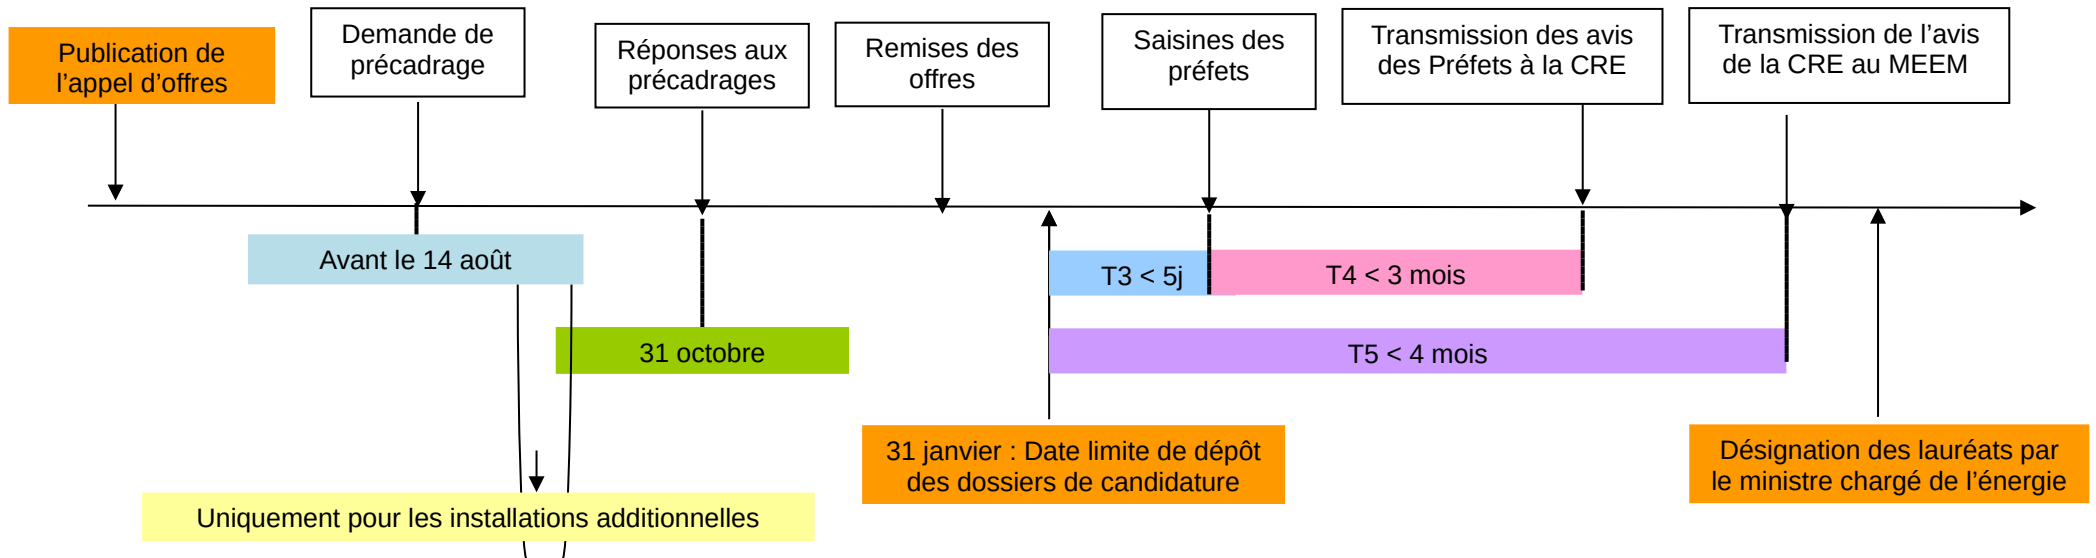 Publication de
l’appel d’offres
Demande de
précadrage
Réponses aux
précadrages
Remises des
offres
Saisines des
préfets
Transmission des avis
des Préfets à la CRE
Transmission de l’avis
de la CRE au MEEM
Avant le 14 août
T3 < 5j
T4 < 3 mois
31 octobre
T5 < 4 mois
31 janvier : Date limite de dépôt
des dossiers de candidature
Désignation des lauréats par
le ministre chargé de l’énergie
Uniquement pour les installations additionnelles